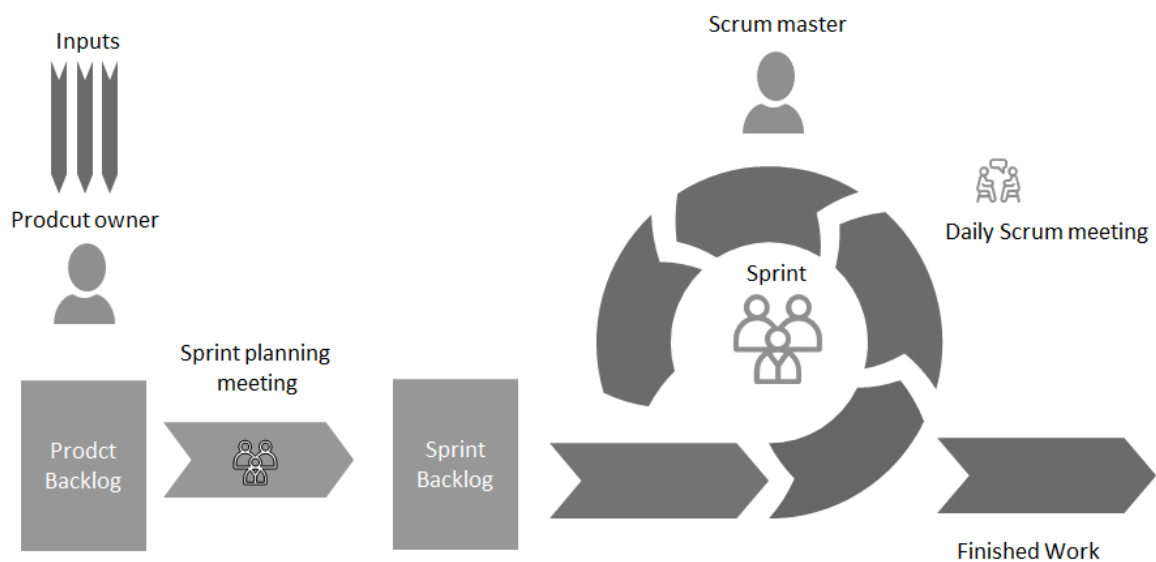 Inputs
Prodcut owner
Sprint planning
meeting
Prodct
Backlog
Sprint
Backlog
Scrum master
Daily Scrum meeting
Sprint
Finished Work